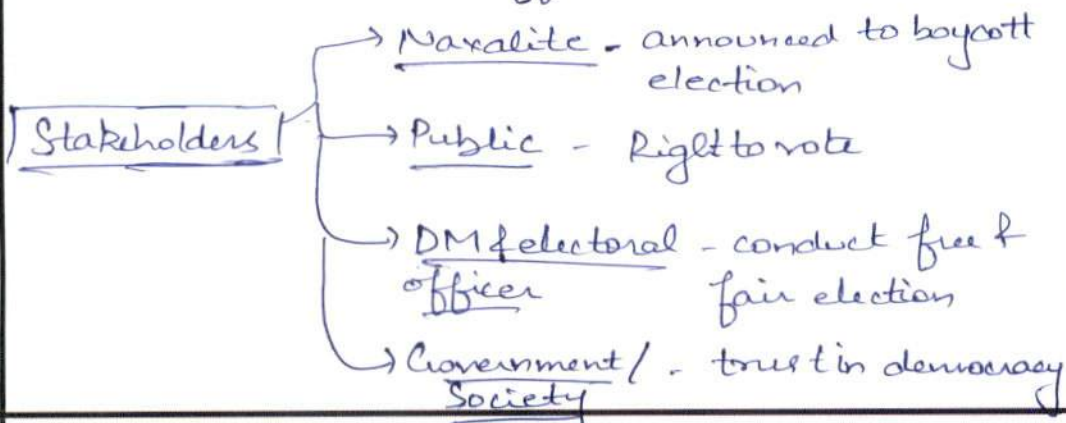 Naxalite - announced to boycott
election
Stakeholders
Public - Right to vote
DM & electoral - conduct free &
officer fair election
Government / - trust in democracy
Society